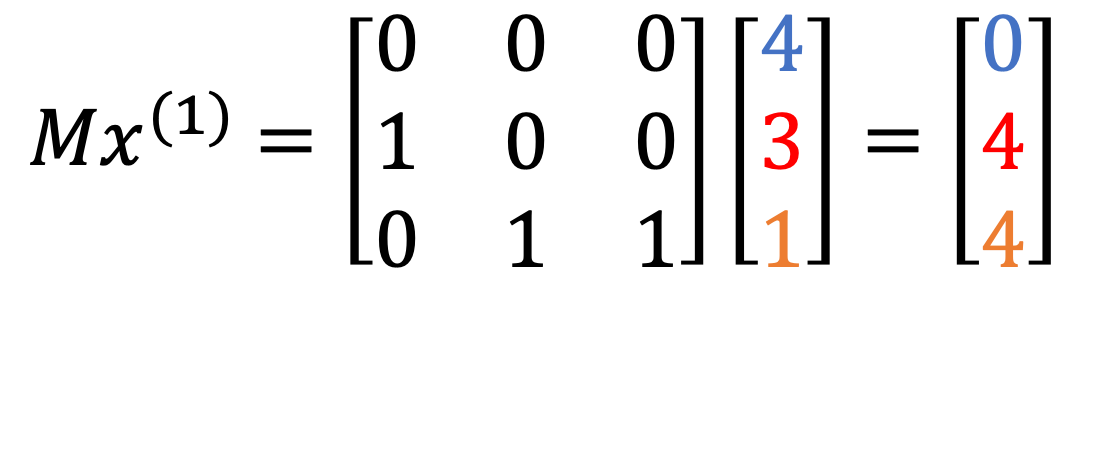 Mx⁽¹⁾ = [0 0 0; 1 0 0; 0 1 1] [4; 3; 1] = [0; 4; 4]